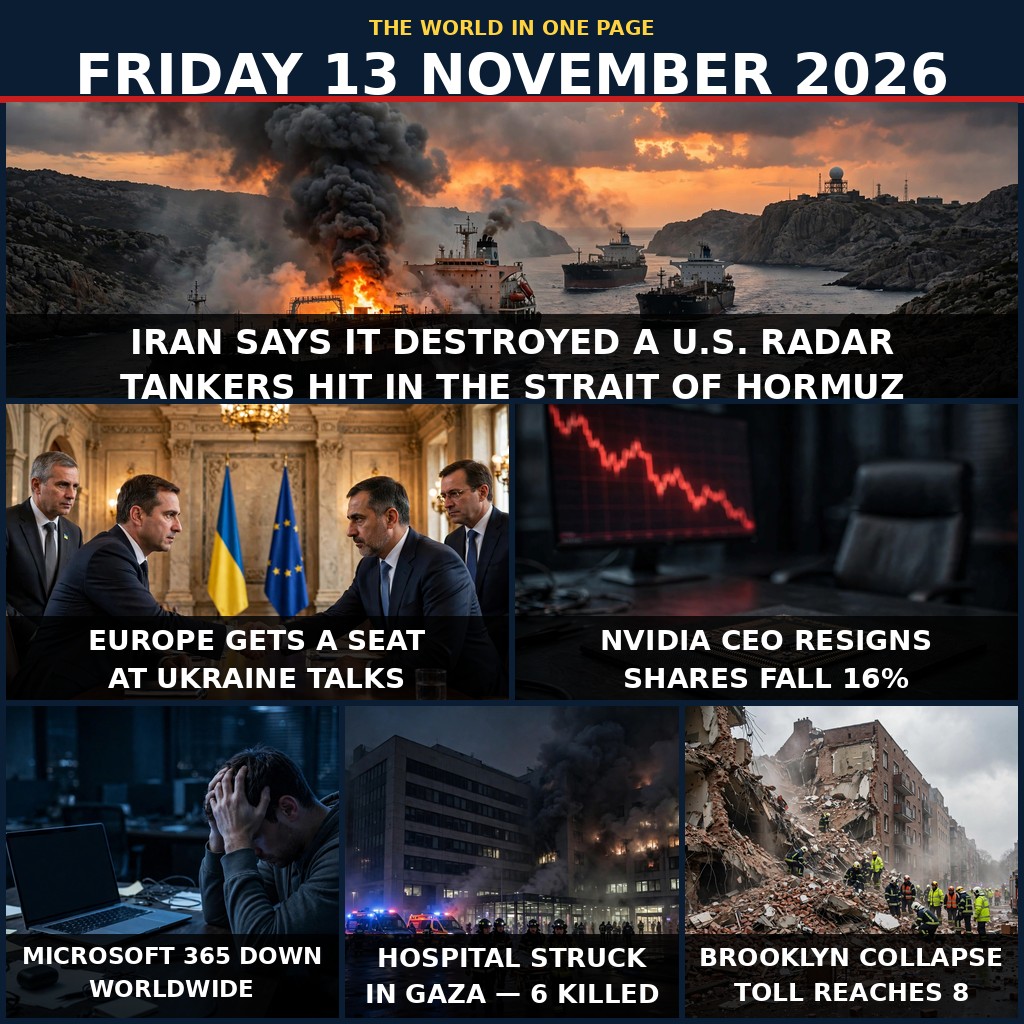 THE WORLD IN ONE PAGE
FRIDAY 13 NOVEMBER 2026
IRAN SAYS IT DESTROYED A U.S. RADAR
TANKERS HIT IN THE STRAIT OF HORMUZ
EUROPE GETS A SEAT
AT UKRAINE TALKS
NVIDIA CEO RESIGNS
SHARES FALL 16%
MICROSOFT 365 DOWN
WORLDWIDE
HOSPITAL STRUCK
IN GAZA — 6 KILLED
BROOKLYN COLLAPSE
TOLL REACHES 8